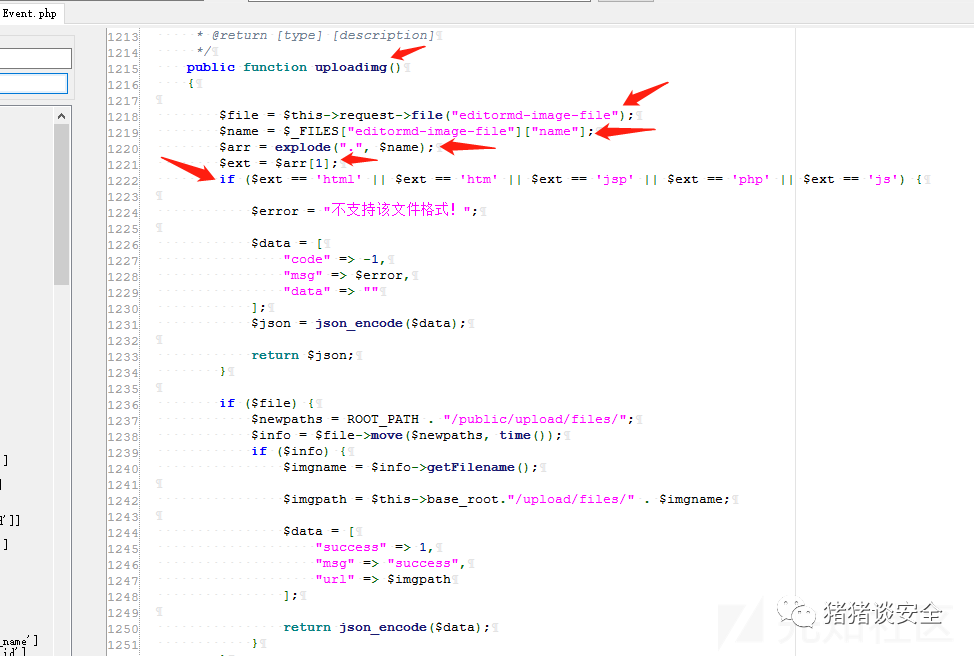 Event.php
1213 * @return [type] [description]
1214 */
1215 public function uploadimg()
1216 {
1217
1218 $file = $this->request->file("editormd-image-file");
1219 $name = $_FILES["editormd-image-file"]["name"];
1220 $arr = explode(".", $name);
1221 $ext = $arr[1];
1222 if ($ext == 'html' || $ext == 'htm' || $ext == 'jsp' || $ext == 'php' || $ext == 'js') {
1223
1224 $error = "不支持该文件格式！";
1225
1226 $data = [
1227 "code" => -1,
1228 "msg" => $error,
1229 "data" => ""
1230 ];
1231 $json = json_encode($data);
1232
1233 return $json;
1234 }
1235
1236 if ($file) {
1237 $newpaths = ROOT_PATH . "/public/upload/files/";
1238 $info = $file->move($newpaths, time());
1239 if ($info) {
1240 $imgname = $info->getFilename();
1241
1242 $imgpath = $this->base_root."/upload/files/" . $imgname;
1243
1244 $data = [
1245 "success" => 1,
1246 "msg" => "success",
1247 "url" => $imgpath
1248 ];
1249
1250 return json_encode($data);
1251 }
]
']]
]
_name']
id']
猪猪谈安全